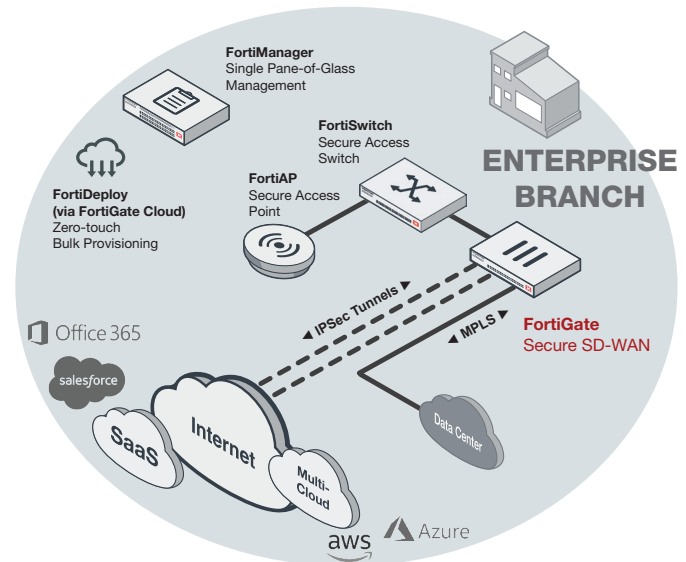 FortiManager
Single Pane-of-Glass
Management
FortiSwitch
Secure Access
Switch
ENTERPRISE
BRANCH
FortiDeploy
(via FortiGate Cloud)
Zero-touch
Bulk Provisioning
FortiAP
Secure Access
Point
◄ IPSec Tunnels ►
◄ MPLS ►
FortiGate
Secure SD-WAN
Office 365
salesforce
SaaS
Internet
Multi-
Cloud
Data Center
aws
Azure